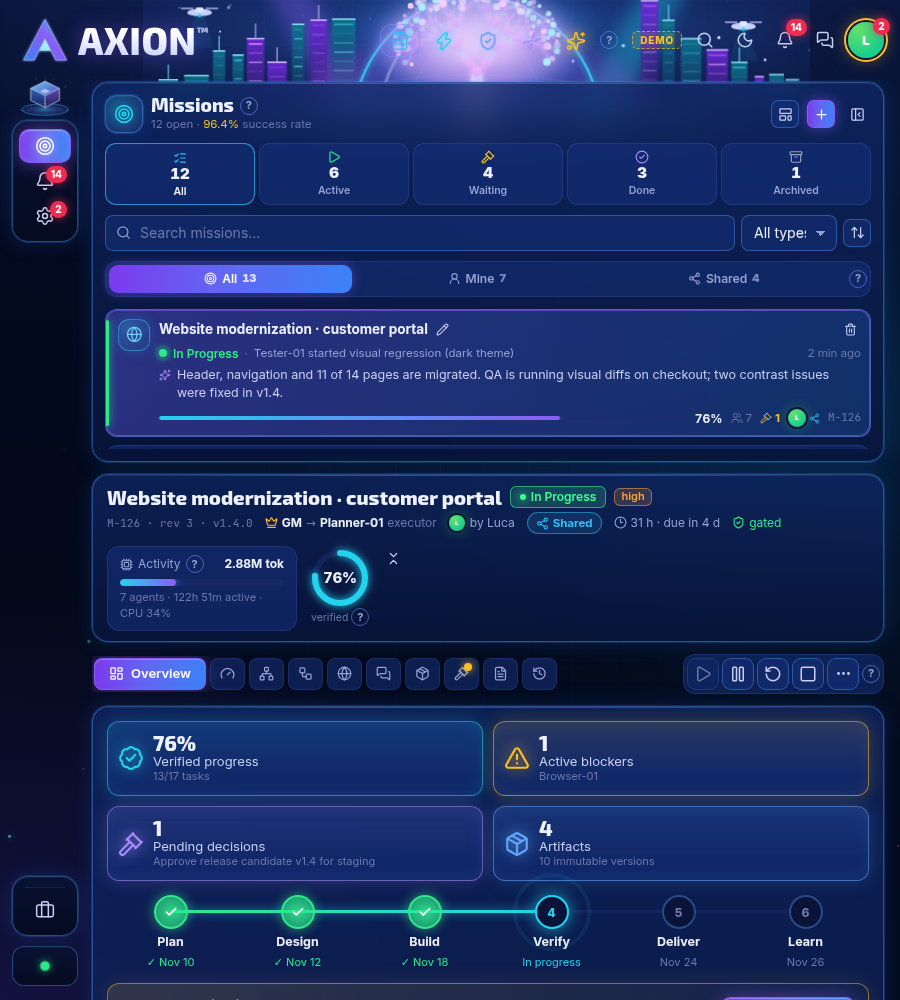 AXION™
?
DEMO
14
L
2
Missions ?
12 open · 96.4% success rate
12
All
6
Active
4
Waiting
3
Done
1
Archived
14
2
Search missions...
All types
All 13
Mine 7
Shared 4
?
Website modernization · customer portal
In Progress · Tester-01 started visual regression (dark theme)
2 min ago
Header, navigation and 11 of 14 pages are migrated. QA is running visual diffs on checkout; two contrast issues
were fixed in v1.4.
76% 7 1 L M-126
Website modernization · customer portal In Progress high
M-126 · rev 3 · v1.4.0 GM → Planner-01 executor L by Luca Shared 31 h · due in 4 d gated
Activity ? 2.88M tok
7 agents · 122h 51m active ·
CPU 34%
76%
verified ?
Overview
?
76%
Verified progress
13/17 tasks
1
Active blockers
Browser-01
1
Pending decisions
Approve release candidate v1.4 for staging
4
Artifacts
10 immutable versions
4 5 6
Plan Design Build Verify Deliver Learn
✓ Nov 10 ✓ Nov 12 ✓ Nov 18 In progress Nov 24 Nov 26